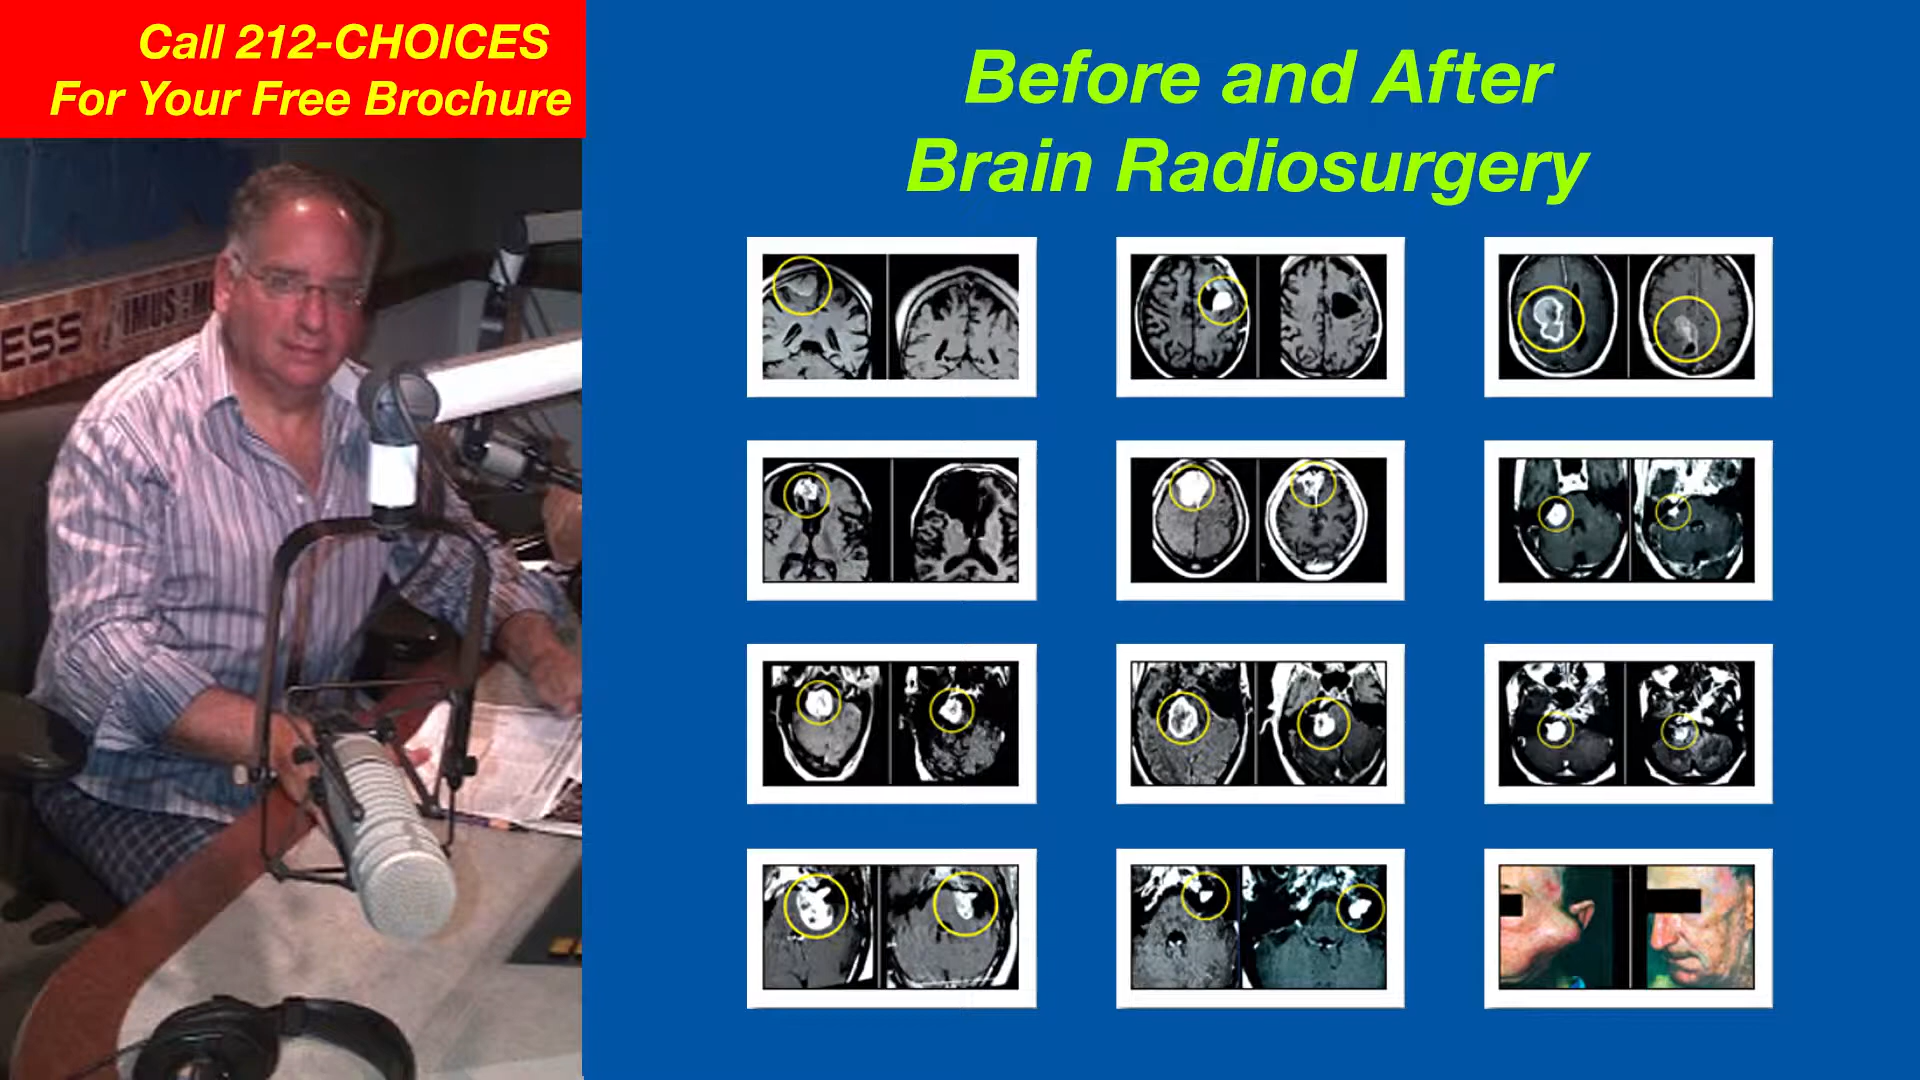 Call 212-CHOICES
For Your Free Brochure
Before and After
Brain Radiosurgery
ESS
IMUS